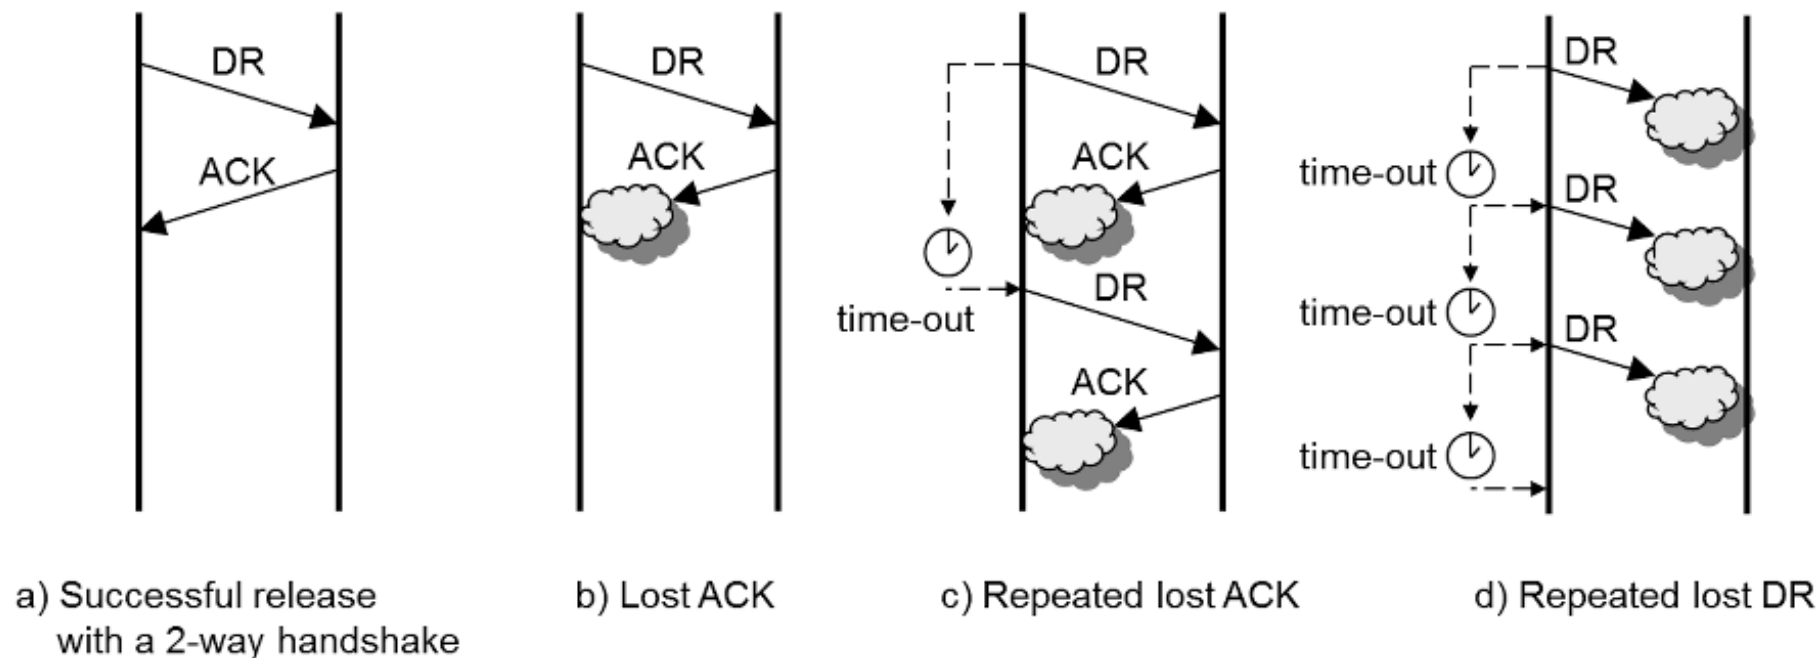 DR
ACK
a) Successful release
with a 2-way handshake
DR
ACK
b) Lost ACK
DR
ACK
time-out
DR
ACK
c) Repeated lost ACK
DR
time-out
DR
time-out
DR
time-out
d) Repeated lost DR